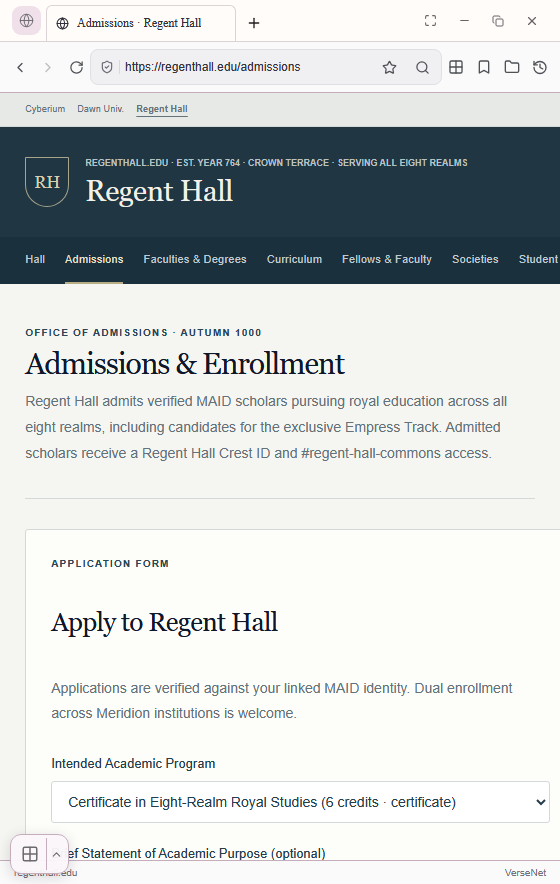 Admissions · Regent Hall
https://regenthall.edu/admissions
Cyberium Dawn Univ. Regent Hall
RH
REGENTHALL.EDU · EST. YEAR 764 · CROWN TERRACE · SERVING ALL EIGHT REALMS
Regent Hall
Hall Admissions Faculties & Degrees Curriculum Fellows & Faculty Societies Student
OFFICE OF ADMISSIONS · AUTUMN 1000
Admissions & Enrollment
Regent Hall admits verified MAID scholars pursuing royal education across all
eight realms, including candidates for the exclusive Empress Track. Admitted
scholars receive a Regent Hall Crest ID and #regent-hall-commons access.
APPLICATION FORM
Apply to Regent Hall
Applications are verified against your linked MAID identity. Dual enrollment
across Meridion institutions is welcome.
Intended Academic Program
Certificate in Eight-Realm Royal Studies (6 credits · certificate)
ef Statement of Academic Purpose (optional)
regenthall.edu VerseNet